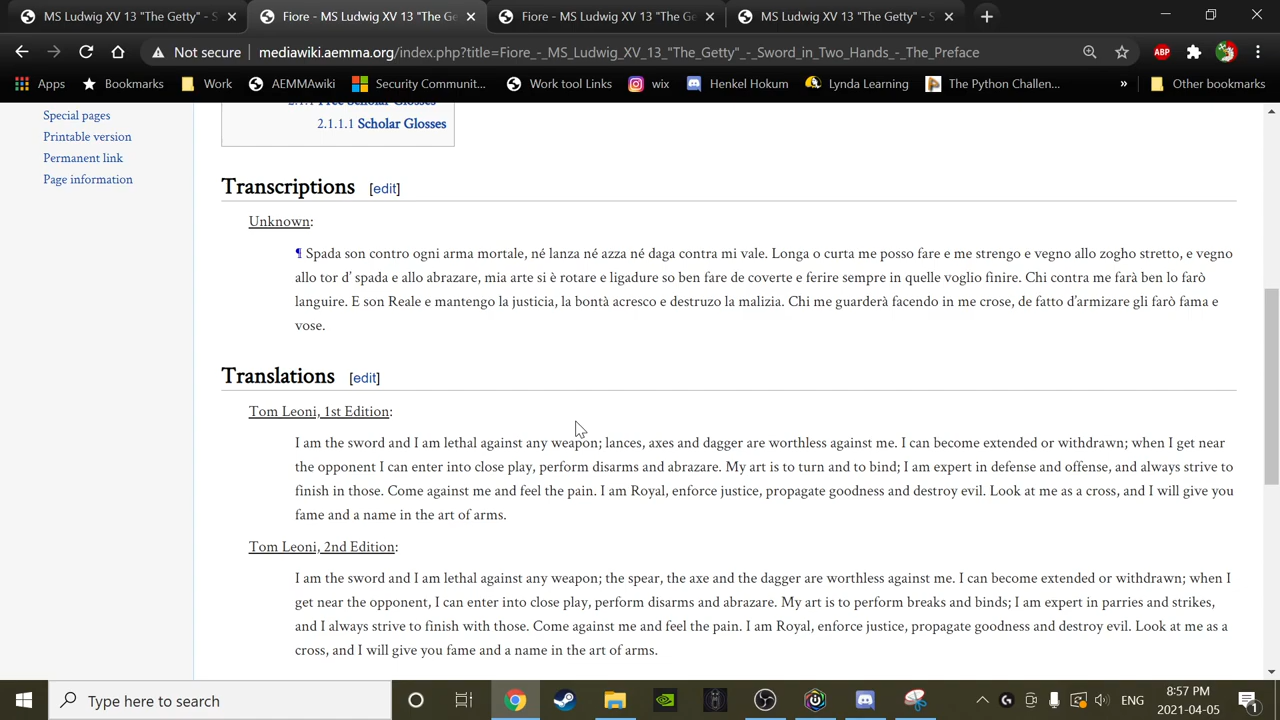 MS Ludwig XV 13 "The Getty" - S
Fiore - MS Ludwig XV 13 "The Ge
Fiore - MS Ludwig XV 13 "The Get
MS Ludwig XV 13 "The Getty" - S
Not secure
mediawiki.aemma.org/index.php?title=Fiore_-_MS_Ludwig_XV_13_"The_Getty"_-_Sword_in_Two_Hands_-_The_Preface
ABP
Apps
Bookmarks
Work
AEMMAwiki
Security Community...
Work tool Links
wix
Henkel Hokum
Lynda Learning
The Python Challen...
»
Other bookmarks
Special pages
Printable version
Permanent link
Page information
2.1.1 Free Scholar Glosses
2.1.1.1 Scholar Glosses
Transcriptions [edit]
Unknown:
¶ Spada son contro ogni arma mortale, né lanza né azza né daga contra mi vale. Longa o curta me posso fare e me strengo e vegno allo zogho stretto, e vegno
allo tor d' spada e allo abrazare, mia arte si è rotare e ligadure so ben fare de coverte e ferire sempre in quelle voglio finire. Chi contra me farà ben lo farò
languire. E son Reale e mantengo la justicia, la bontà acresco e destruzo la malizia. Chi me guarderà facendo in me crose, de fatto d'armizare gli farò fama e
vose.
Translations [edit]
Tom Leoni, 1st Edition:
I am the sword and I am lethal against any weapon; lances, axes and dagger are worthless against me. I can become extended or withdrawn; when I get near
the opponent I can enter into close play, perform disarms and abrazare. My art is to turn and to bind; I am expert in defense and offense, and always strive to
finish in those. Come against me and feel the pain. I am Royal, enforce justice, propagate goodness and destroy evil. Look at me as a cross, and I will give you
fame and a name in the art of arms.
Tom Leoni, 2nd Edition:
I am the sword and I am lethal against any weapon; the spear, the axe and the dagger are worthless against me. I can become extended or withdrawn; when I
get near the opponent, I can enter into close play, perform disarms and abrazare. My art is to perform breaks and binds; I am expert in parries and strikes,
and I always strive to finish with those. Come against me and feel the pain. I am Royal, enforce justice, propagate goodness and destroy evil. Look at me as a
cross, and I will give you fame and a name in the art of arms.
Type here to search
ENG
8:57 PM
2021-04-05
1